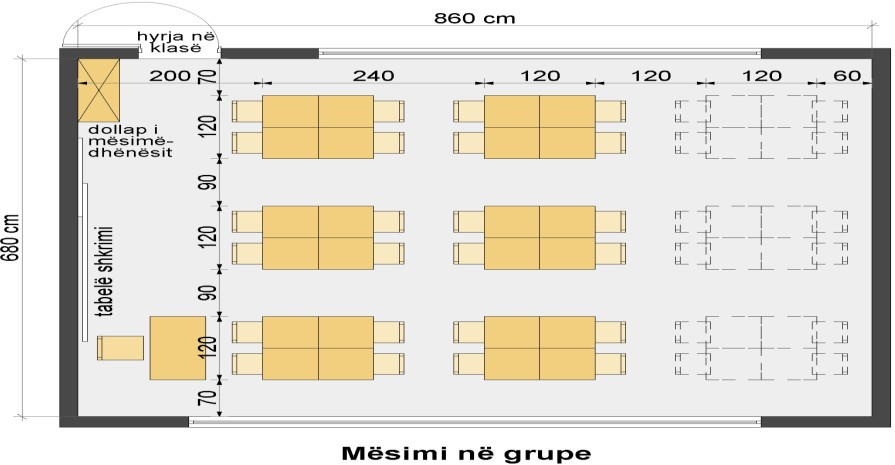 860 cm
hyrja në
klasë
200
240
120
120
120
60
70
120
90
120
90
120
70
dollap i
mësimë-
dhënësit
680 cm
tabelë shkrimi
Mësimi në grupe